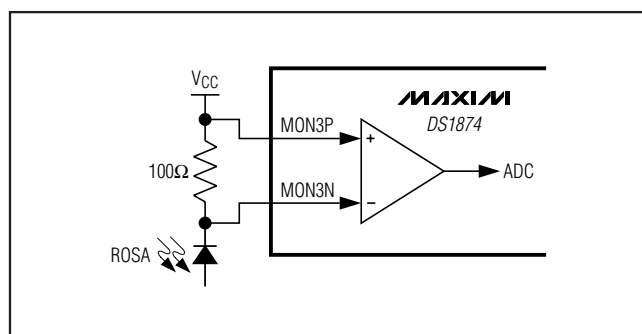 VCC
MAXIM
DS1874
MON3P
+
100Ω
ADC
MON3N
−
ROSA